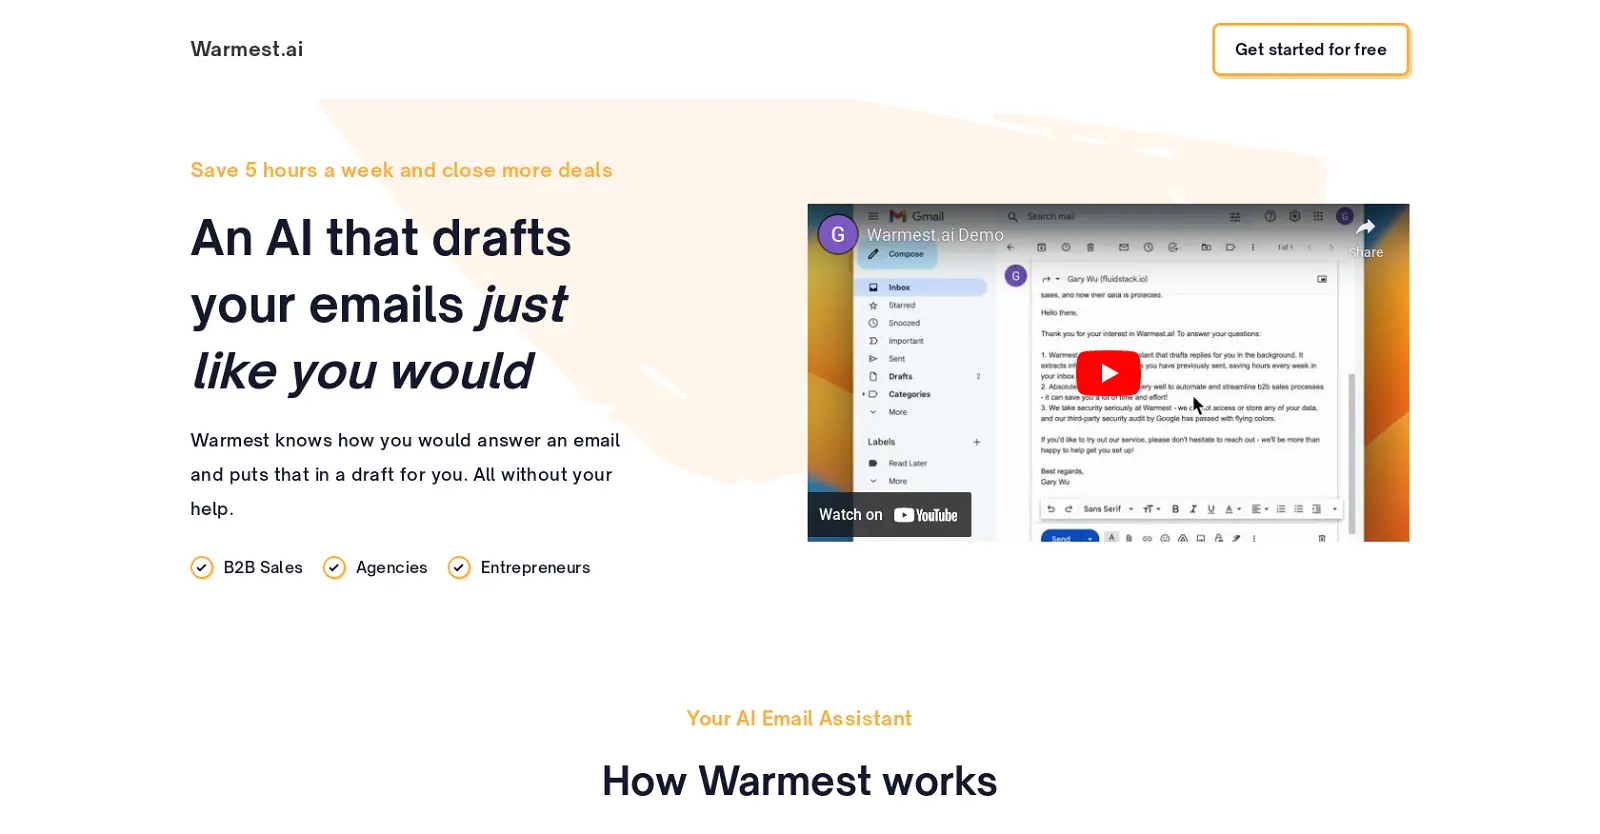 Warmest.ai
Get started for free
Save 5 hours a week and close more deals
An AI that drafts
your emails just
like you would
Warmest knows how you would answer an email
and puts that in a draft for you. All without your
help.
B2B Sales
Agencies
Entrepreneurs
Gmail
Search mail
G
G
Warmest.ai Demo
Share
1 of 1
Compose
Inbox
Starred
Snoozed
Important
Sent
Drafts 2
Categories
More
Labels
Read Later
More
G
Gary Wu (fluidstack.io)
sales, and how their data is protected.
Hello there,
Thank you for your interest in Warmest.ai! To answer your questions:
1. Warmest tant that drafts replies for you in the background. It
extracts in you have previously sent, saving hours every week in
your inbox.
2. Absolute very well to automate and streamline b2b sales processes
- it can save you a lot of time and effort!
3. We take security seriously at Warmest - we ot access or store any of your data,
and our third-party security audit by Google has passed with flying colors.
If you'd like to try out our service, please don't hesitate to reach out - we'll be more than
happy to help get you set up!
Best regards,
Gary Wu
Sans Serif
Send
Watch on YouTube
Your AI Email Assistant
How Warmest works